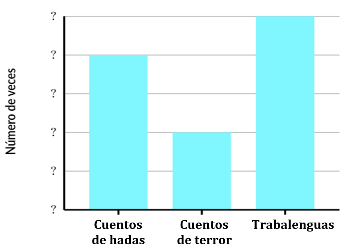 Número de veces
?
?
?
?
?
?
Cuentos
de hadas
Cuentos
de terror
Trabalenguas